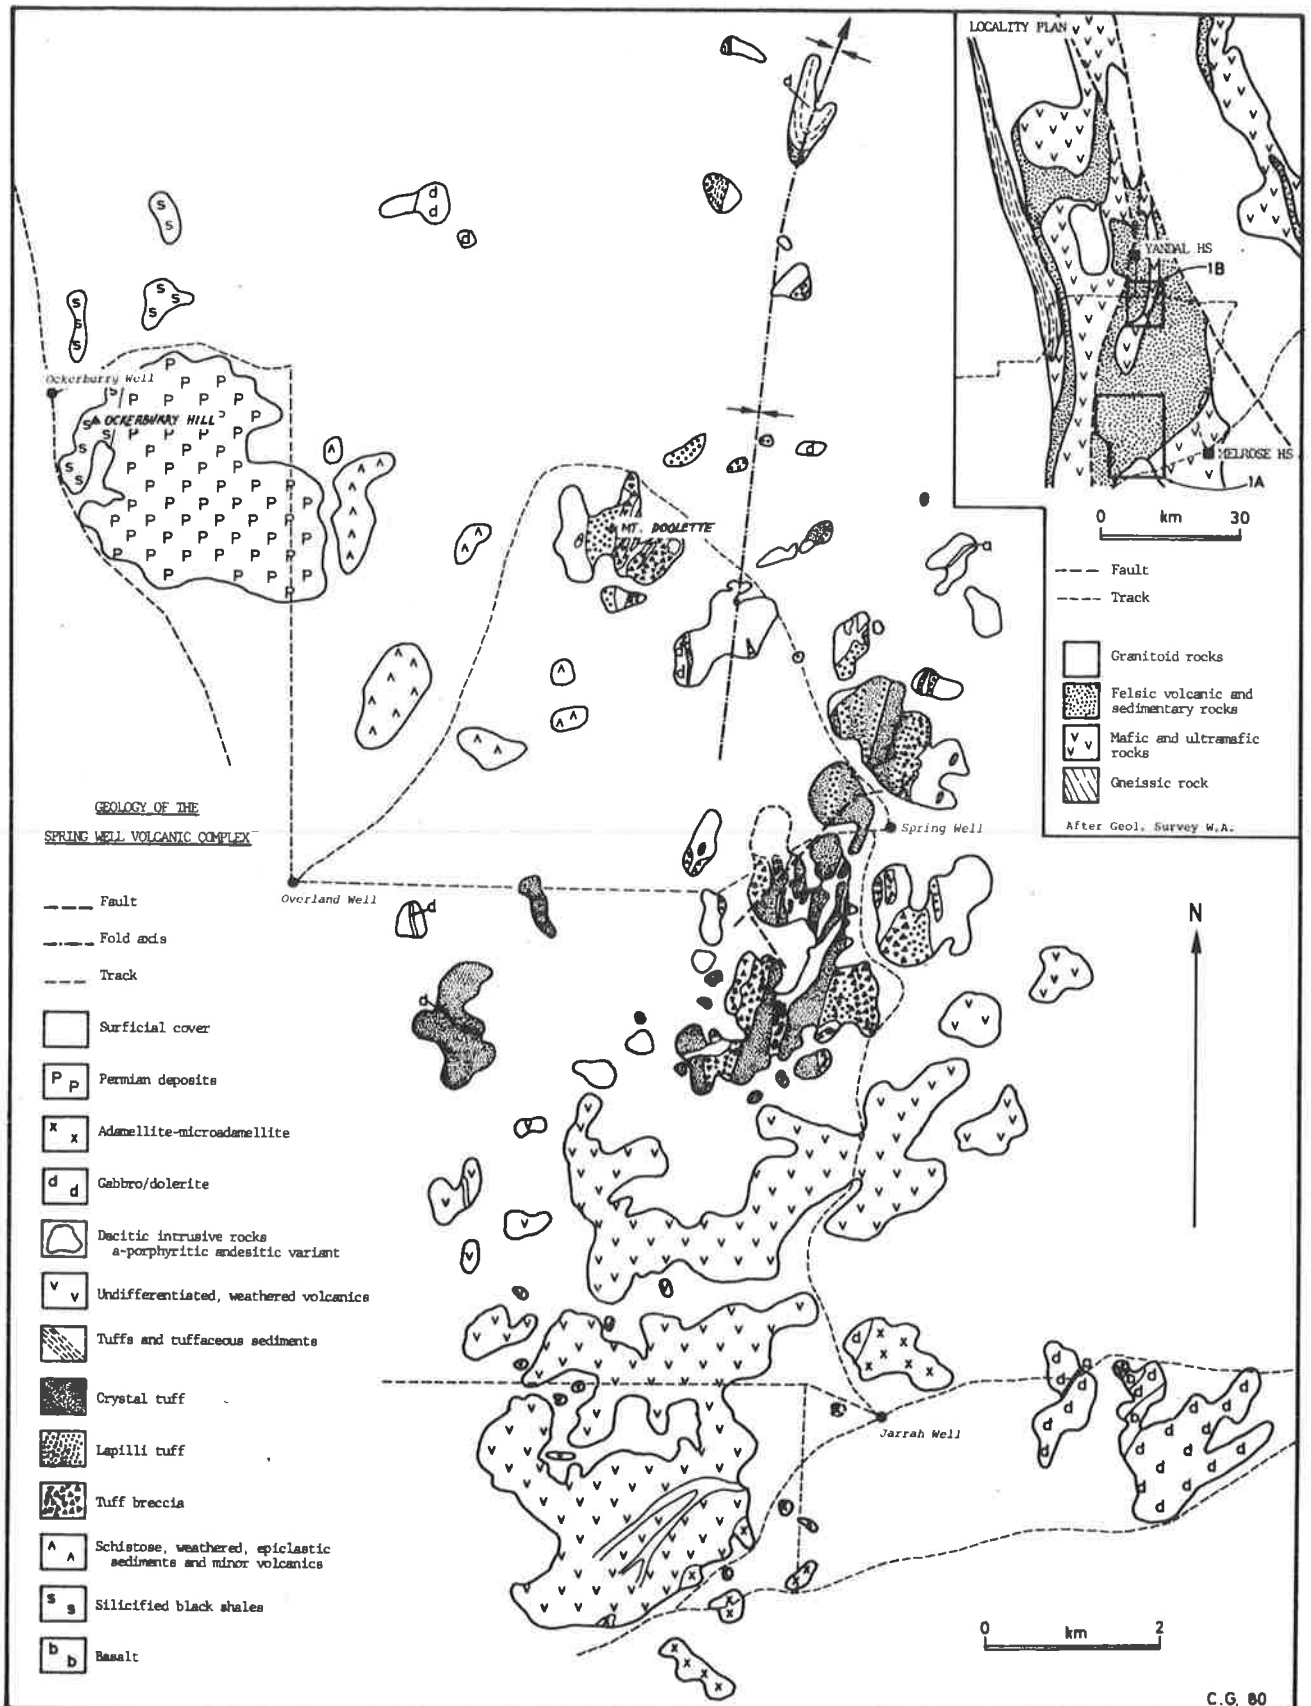 LOCALITY PLAN
YANDAL HS
1B
MELROSE HS
1A
0 km 30
Fault
Track
Granitoid rocks
Felsic volcanic and
sedimentary rocks
Mafic and ultramafic
rocks
Gneissic rock
After Geol. Survey W.A.
Ockerburry Well
OCKERBURRY HILL
MT. DOOLETTE
Spring Well
Overland Well
Jarrah Well
N
GEOLOGY OF THE
SPRING WELL VOLCANIC COMPLEX
Fault
Fold axis
Track
Surficial cover
P P Permian deposits
x x Adamellite-microadamellite
d d Gabbro/dolerite
Dacitic intrusive rocks
a-porphyritic andesitic variant
v v Undifferentiated, weathered volcanics
Tuffs and tuffaceous sediments
Crystal tuff
Lapilli tuff
Tuff breccia
^ ^ Schistose, weathered, epiclastic
sediments and minor volcanics
s s Silicified black shales
b b Basalt
0 km 2
C.G. 80